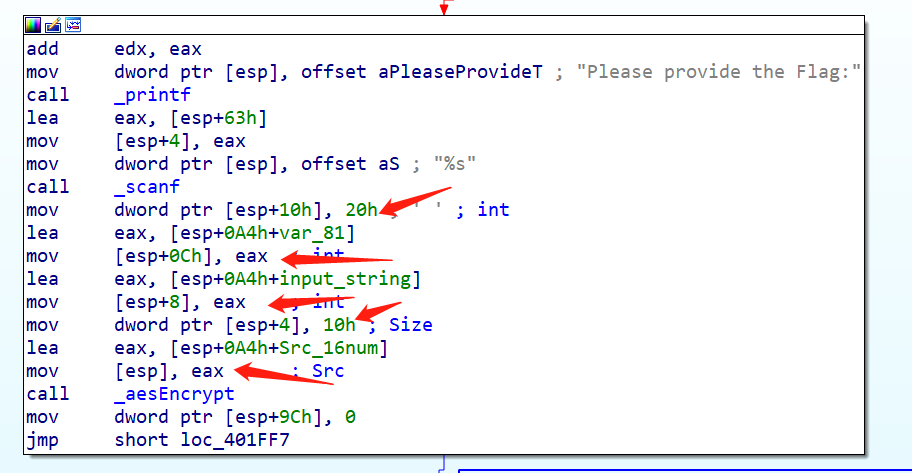 add edx, eax
mov dword ptr [esp], offset aPleaseProvideT ; "Please provide the Flag:"
call _printf
lea eax, [esp+63h]
mov [esp+4], eax
mov dword ptr [esp], offset aS ; "%s"
call _scanf
mov dword ptr [esp+10h], 20h ; ' ' ; int
lea eax, [esp+0A4h+var_81]
mov [esp+0Ch], eax ; int
lea eax, [esp+0A4h+input_string]
mov [esp+8], eax ; int
mov dword ptr [esp+4], 10h ; Size
lea eax, [esp+0A4h+Src_16num]
mov [esp], eax ; Src
call _aesEncrypt
mov dword ptr [esp+9Ch], 0
jmp short loc_401FF7